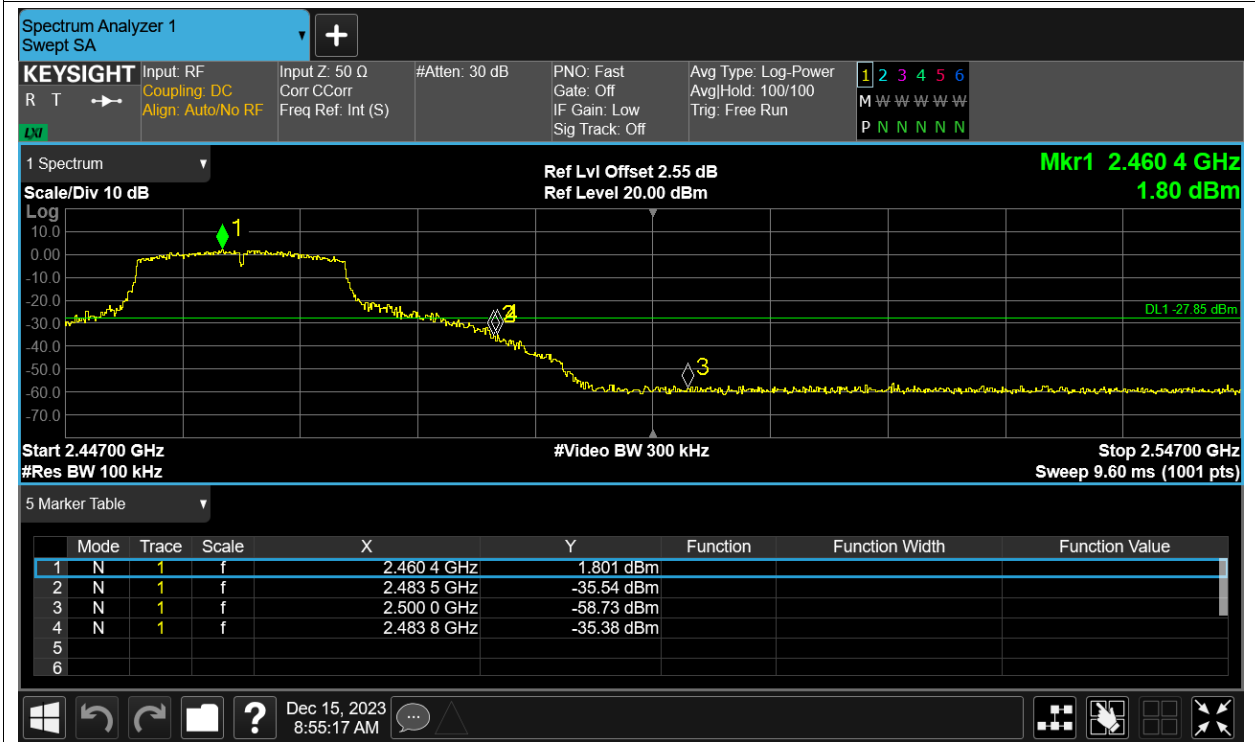 Spectrum Analyzer 1
Swept SA
+
KEYSIGHT
R T
LXI
Input: RF
Coupling: DC
Align: Auto/No RF
Input Z: 50 Ω
Corr CCorr
Freq Ref: Int (S)
#Atten: 30 dB
PNO: Fast
Gate: Off
IF Gain: Low
Sig Track: Off
Avg Type: Log-Power
Avg|Hold: 100/100
Trig: Free Run
1 2 3 4 5 6
M W W W W W
P N N N N N
1 Spectrum
Scale/Div 10 dB
Ref Lvl Offset 2.55 dB
Ref Level 20.00 dBm
Mkr1 2.460 4 GHz
1.80 dBm
Log
10.0
0.00
-10.0
-20.0
-30.0
-40.0
-50.0
-60.0
-70.0
1
4
3
DL1 -27.85 dBm
Start 2.44700 GHz
#Res BW 100 kHz
#Video BW 300 kHz
Stop 2.54700 GHz
Sweep 9.60 ms (1001 pts)
5 Marker Table
Mode Trace Scale X Y Function Function Width Function Value
1 N 1 f 2.460 4 GHz 1.801 dBm
2 N 1 f 2.483 5 GHz -35.54 dBm
3 N 1 f 2.500 0 GHz -58.73 dBm
4 N 1 f 2.483 8 GHz -35.38 dBm
5
6
?
Dec 15, 2023
8:55:17 AM